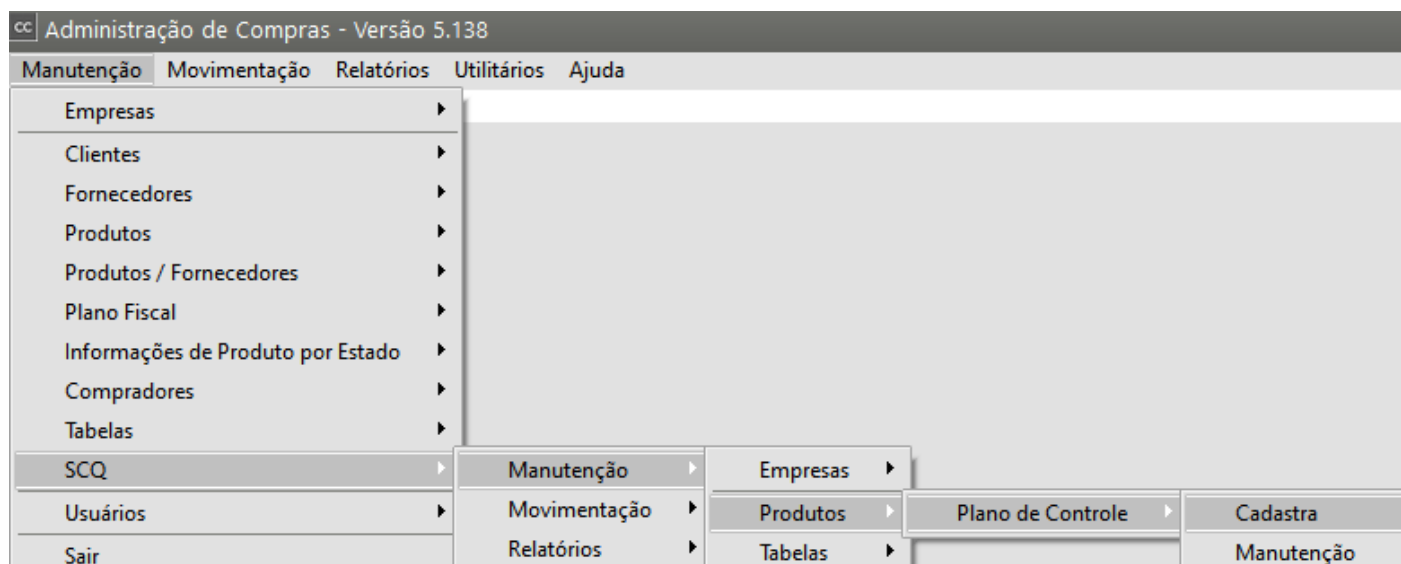 cc Administração de Compras - Versão 5.138
Manutenção Movimentação Relatórios Utilitários Ajuda
Empresas
Clientes
Fornecedores
Produtos
Produtos / Fornecedores
Plano Fiscal
Informações de Produto por Estado
Compradores
Tabelas
SCQ Manutenção Empresas
Usuários Movimentação Produtos Plano de Controle Cadastra
Sair Relatórios Tabelas Manutenção